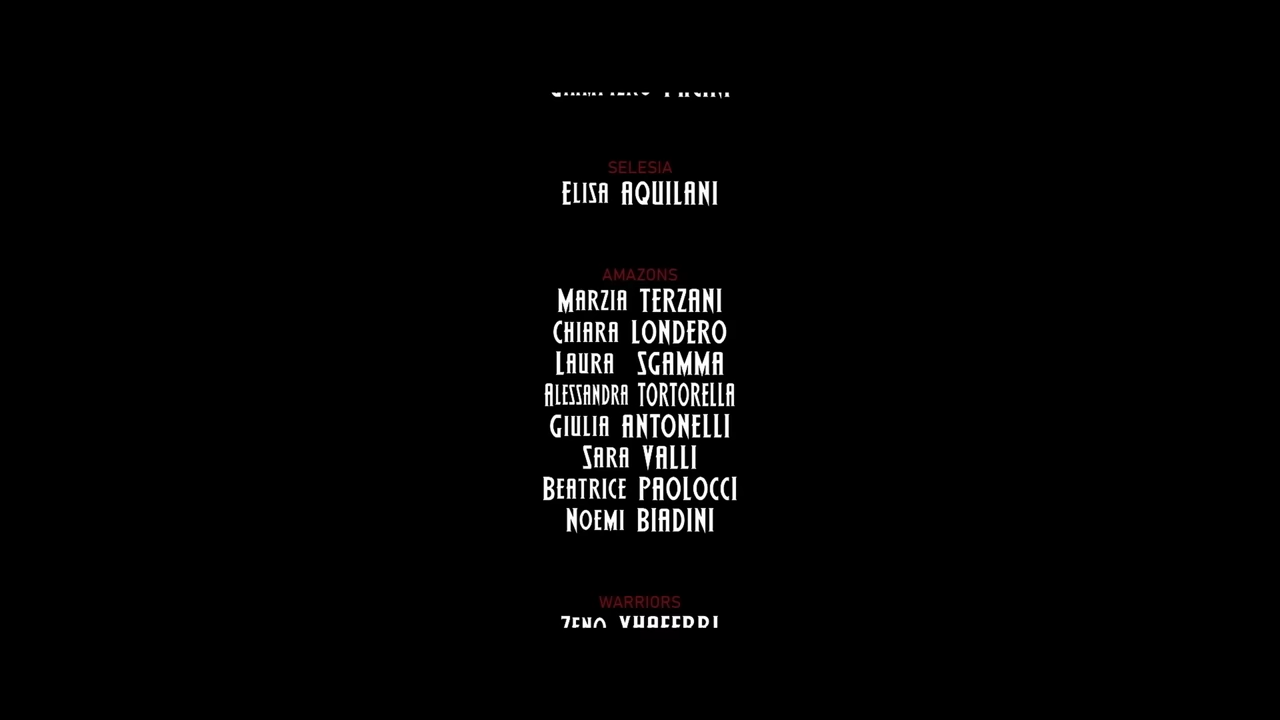 SELESIA
ELISA AQUILANI
AMAZONS
MARZIA TERZANI
CHIARA LONDERO
LAURA SGAMMA
ALESSANDRA TORTORELLA
GIULIA ANTONELLI
SARA VALLI
BEATRICE PAOLOCCI
NOEMI BIADINI
WARRIORS
ZENO